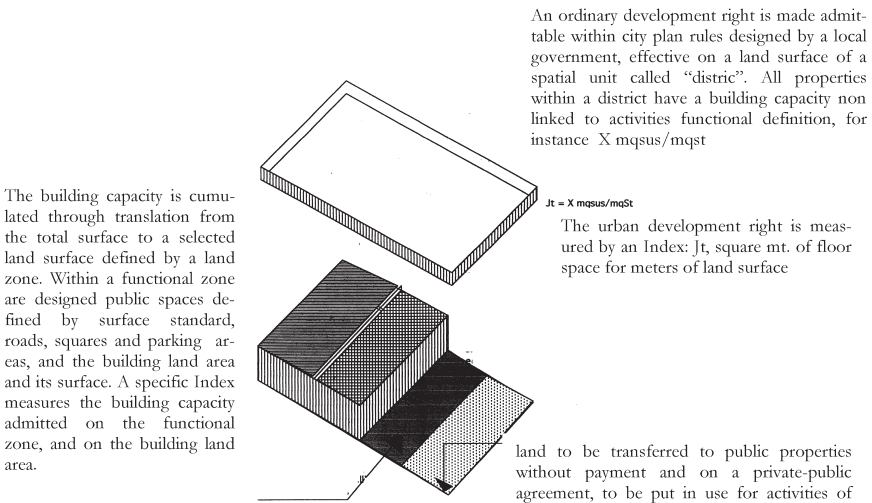 An ordinary development right is made admit-
table within city plan rules designed by a local
government, effective on a land surface of a
spatial unit called “distric”. All properties
within a district have a building capacity non
linked to activities functional definition, for
instance X mqsus/mqst
Jt = X mqsus/mqSt
The urban development right is meas-
ured by an Index: Jt, square mt. of floor
space for meters of land surface
The building capacity is cumu-
lated through translation from
the total surface to a selected
land surface defined by a land
zone. Within a functional zone
are designed public spaces de-
fined by surface standard,
roads, squares and parking ar-
eas, and the building land area
and its surface. A specific Index
measures the building capacity
admitted on the functional
zone, and on the building land
area.
land to be transferred to public properties
without payment and on a private-public
agreement, to be put in use for activities of